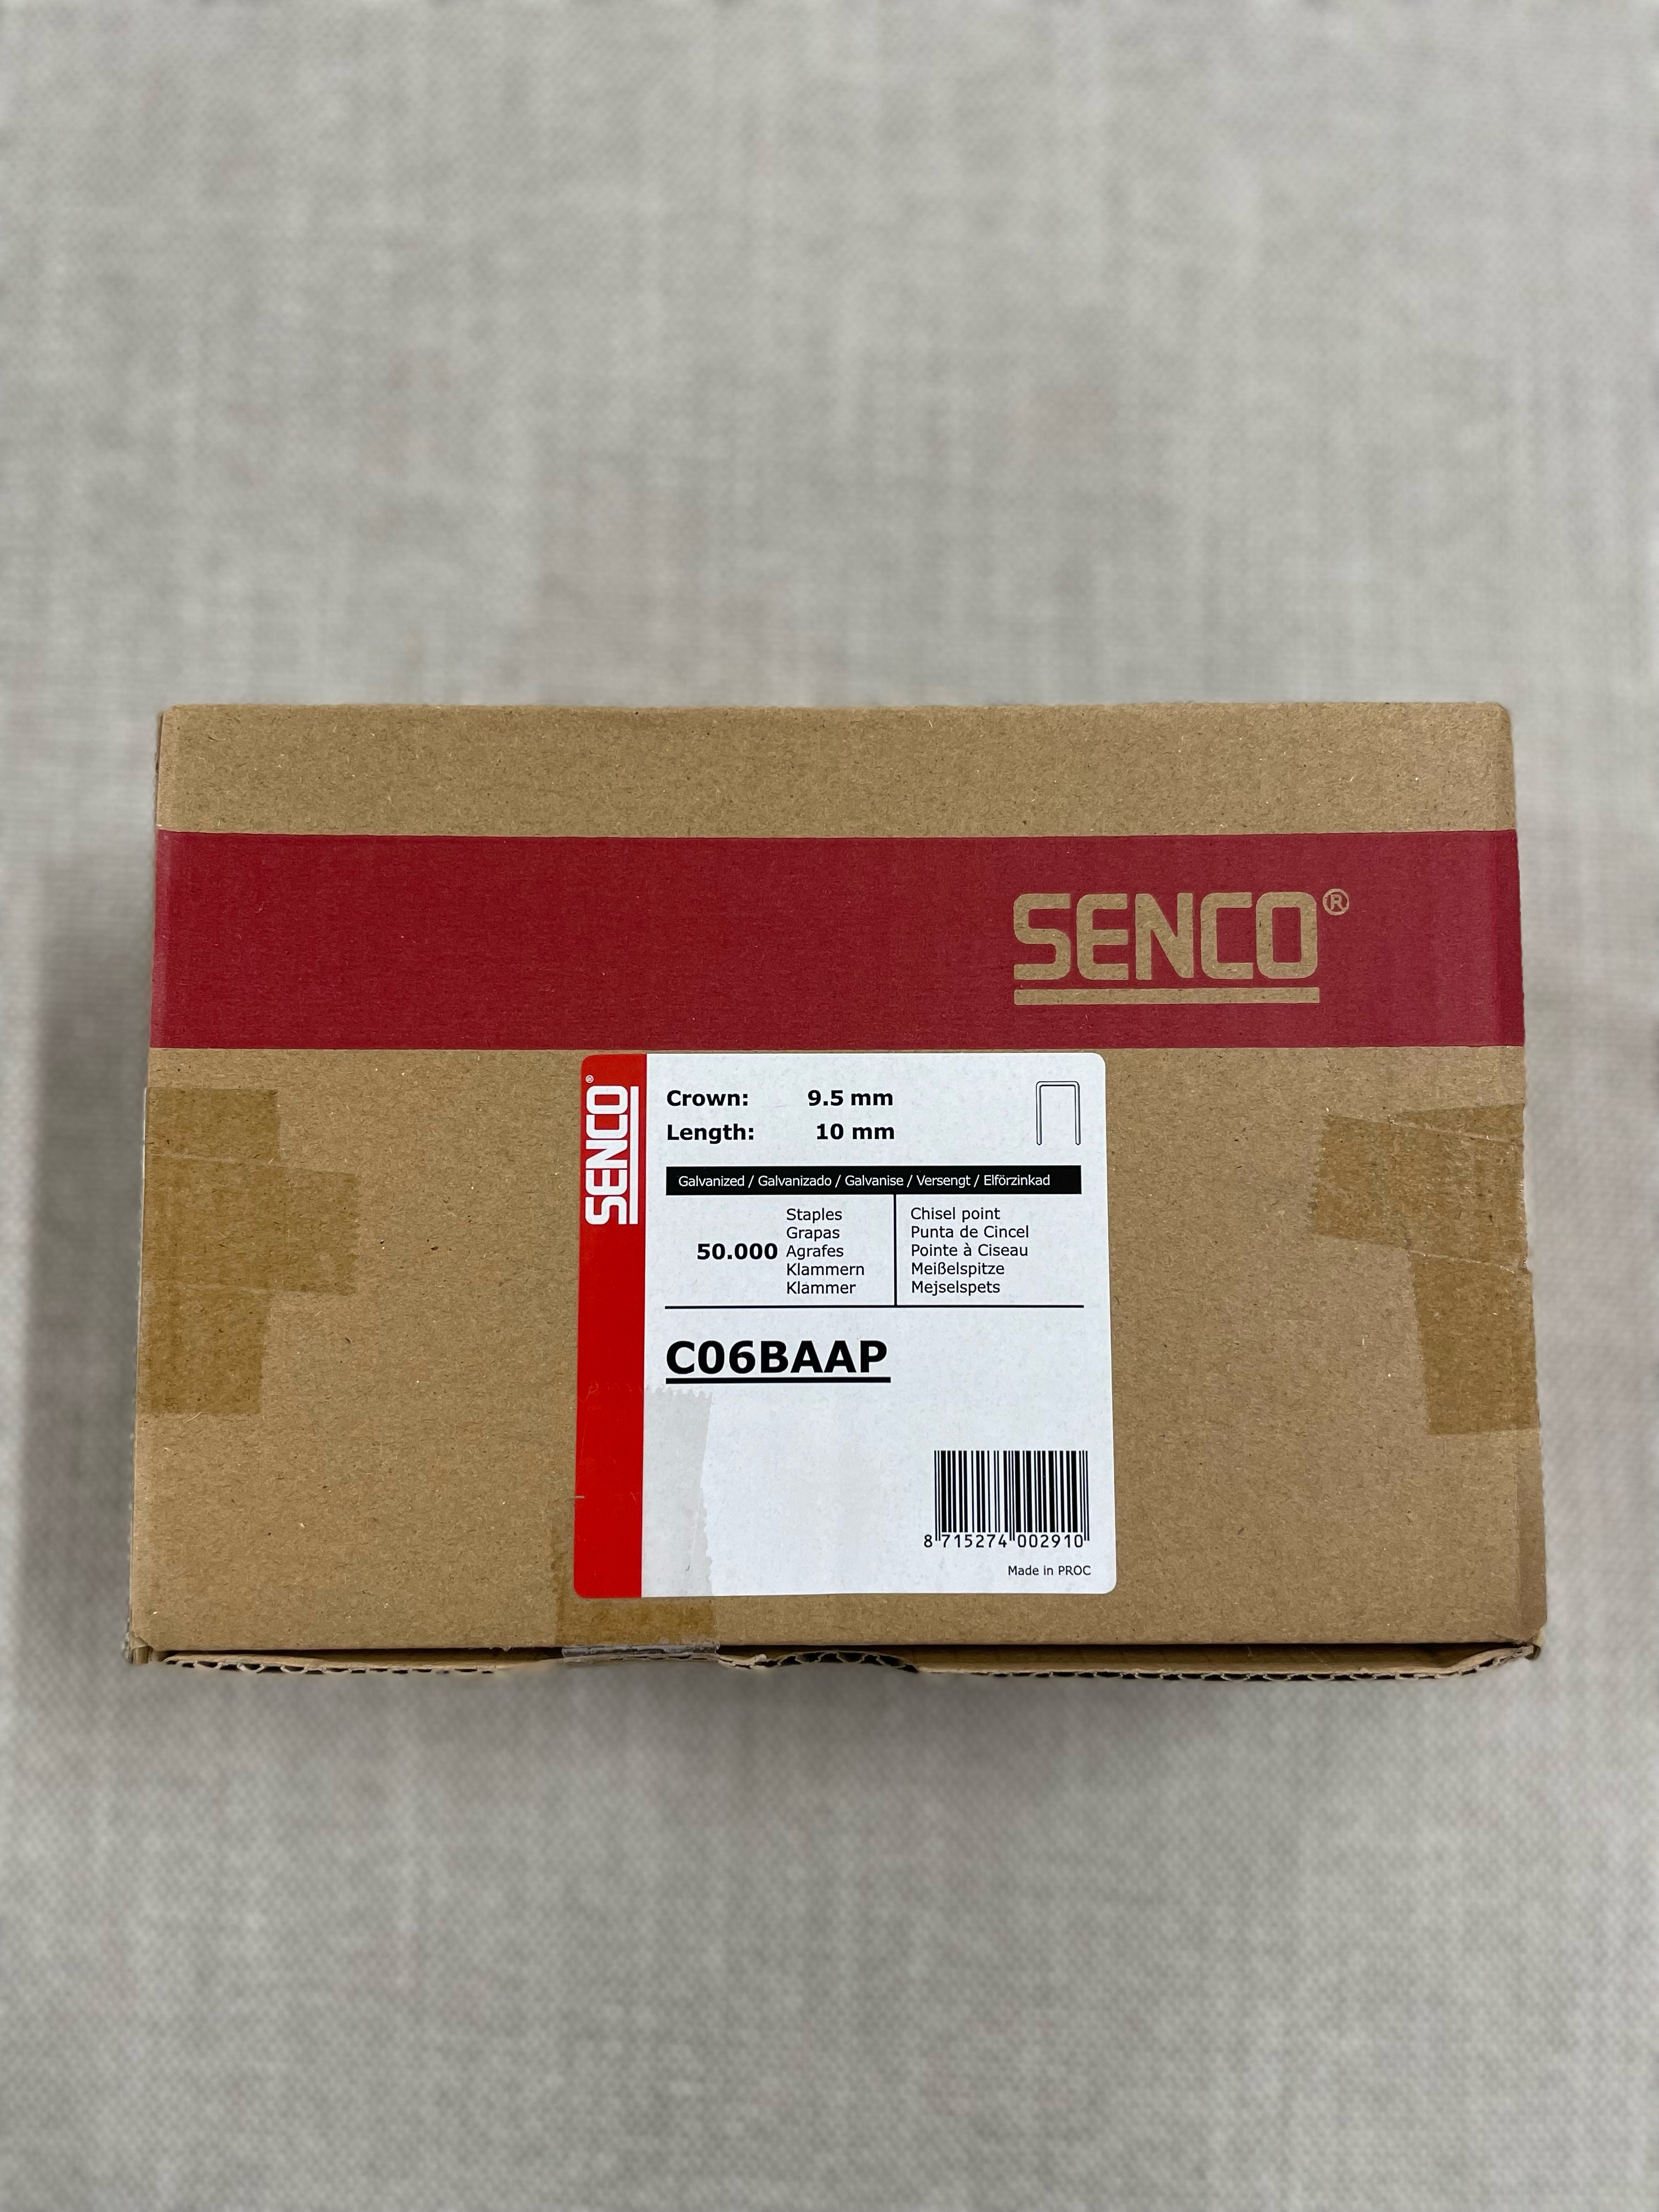 SENCO®
SENCO®
Crown: 9.5 mm
Length: 10 mm
Galvanized / Galvanizado / Galvanise / Versengt / Elförzinkad
50.000
Staples
Grapas
Agrafes
Klammern
Klammer
Chisel point
Punta de Cincel
Pointe à Ciseau
Meißelspitze
Mejselspets
C06BAAP
8 715274 002910
Made in PROC